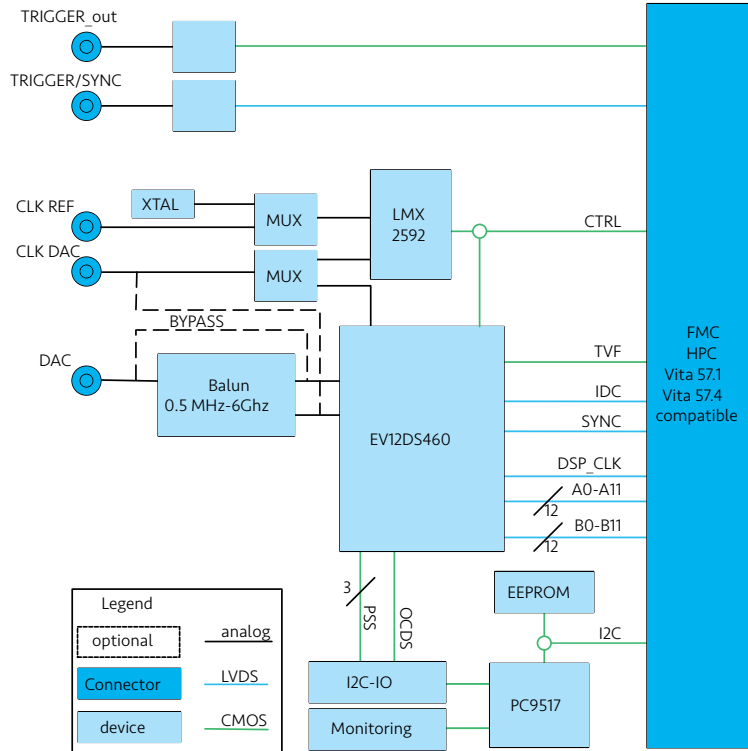 TRIGGER_out
TRIGGER/SYNC
CLK REF
XTAL
MUX
LMX
2592
CTRL
CLK DAC
MUX
BYPASS
DAC
Balun
0.5 MHz-6Ghz
EV12DS460
TVF
IDC
SYNC
DSP_CLK
A0-A11
12
B0-B11
12
FMC
HPC
Vita 57.1
Vita 57.4
compatible
3
PSS
OCDS
EEPROM
I2C
I2C-IO
Monitoring
PC9517
Legend
optional
analog
Connector
LVDS
device
CMOS